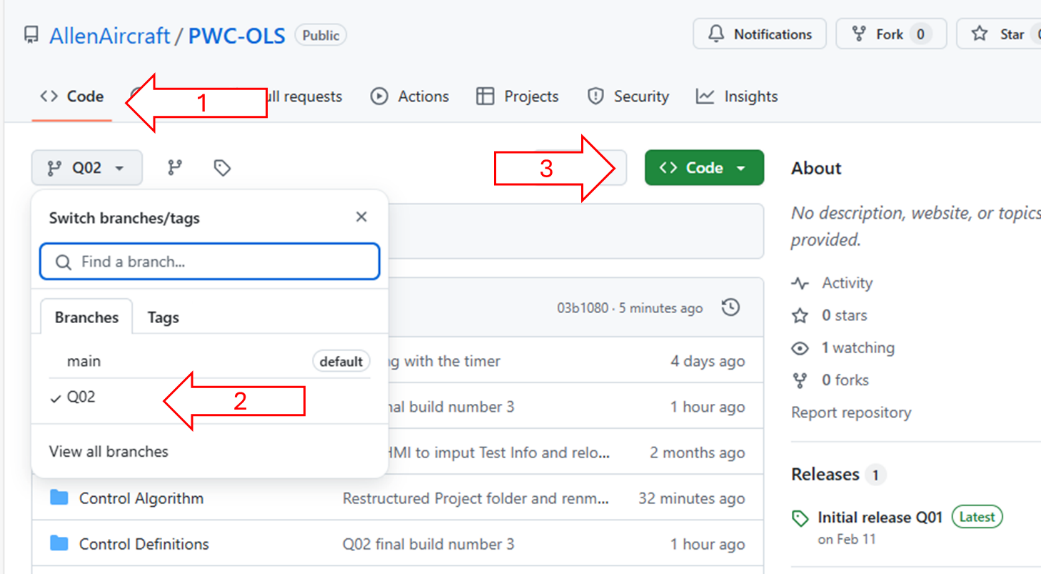 AllenAircraft / PWC-OLS Public
Notifications
Fork 0
Star
Code
1
ull requests
Actions
Projects
Security
Insights
Q02
3
Code
Switch branches/tags
Find a branch...
Branches
Tags
main default
Q02
2
View all branches
03b1080 · 5 minutes ago
g with the timer 4 days ago
nal build number 3 1 hour ago
HMI to imput Test Info and relo... 2 months ago
Control Algorithm Restructured Project folder and renm... 32 minutes ago
Control Definitions Q02 final build number 3 1 hour ago
About
No description, website, or topics
provided.
Activity
0 stars
1 watching
0 forks
Report repository
Releases 1
Initial release Q01 Latest
on Feb 11